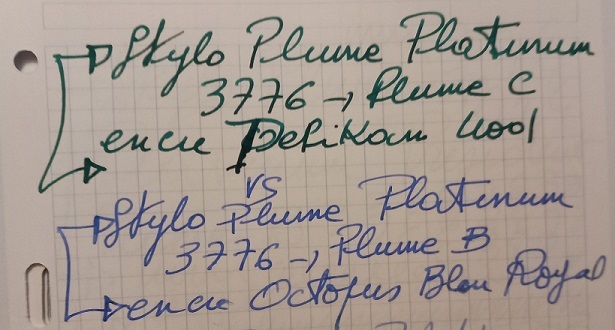 Stylo Plume Platinum
3776 → Plume C
encre Pelikan 4001
vs
Stylo Plume Platinum
3776 → Plume B
encre Octopus Bleu Royal